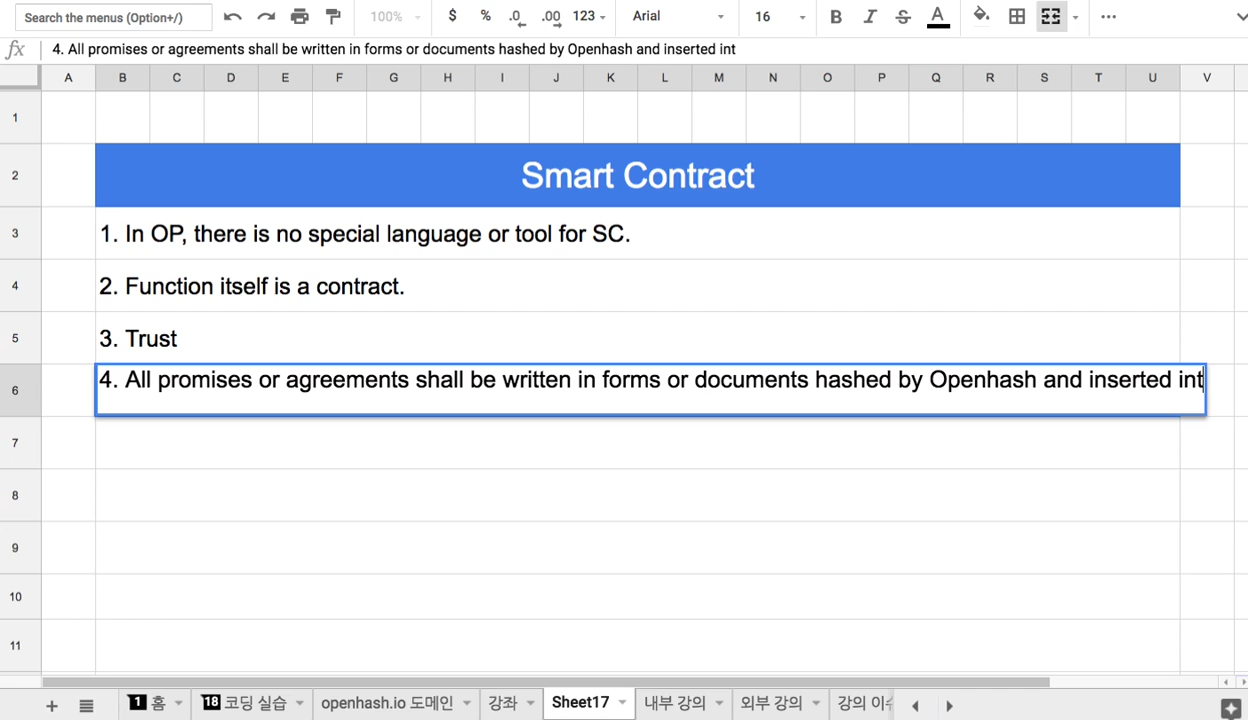 Search the menus (Option+/) 100% $ % .0 .00 123 Arial 16 B I S A
fx 4. All promises or agreements shall be written in forms or documents hashed by Openhash and inserted int
A B C D E F G H I J K L M N O P Q R S T U V
1
2 Smart Contract
3 1. In OP, there is no special language or tool for SC.
4 2. Function itself is a contract.
5 3. Trust
6 4. All promises or agreements shall be written in forms or documents hashed by Openhash and inserted int
7
8
9
10
11
1 홈 18 코딩 실습 openhash.io 도메인 강좌 Sheet17 내부 강의 외부 강의 강의 이